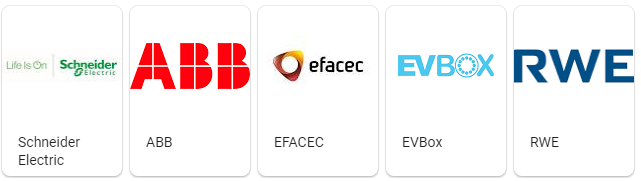 Life Is On Schneider Electric
ABB
efacec
EVBOX
RWE
Schneider Electric
ABB
EFACEC
EVBox
RWE